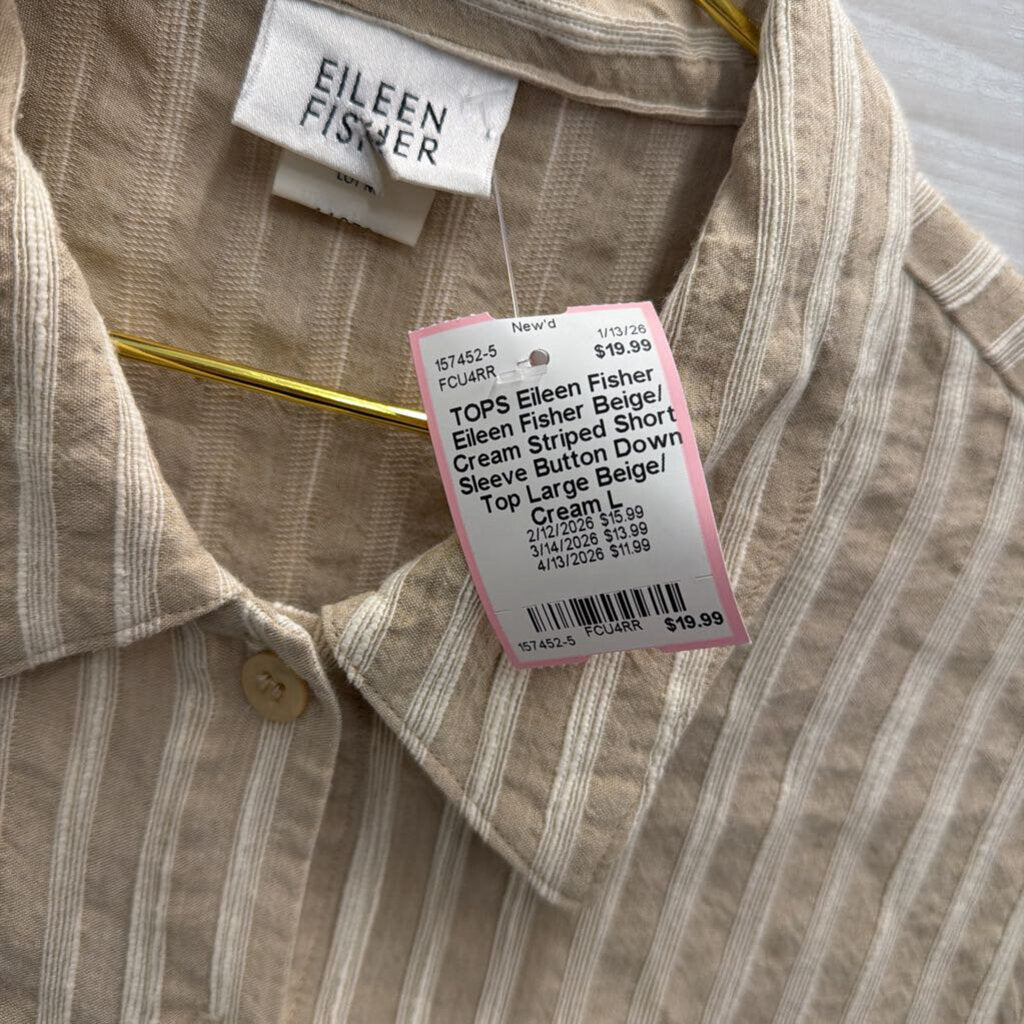 EILEEN
FISHER
New'd
157452-5 1/13/26
FCU4RR $19.99
TOPS Eileen Fisher
Eileen Fisher Beige/
Cream Striped Short
Sleeve Button Down
Top Large Beige/
Cream L
2/12/2026 $15.99
3/14/2026 $13.99
4/13/2026 $11.99
157452-5 FCU4RR $19.99